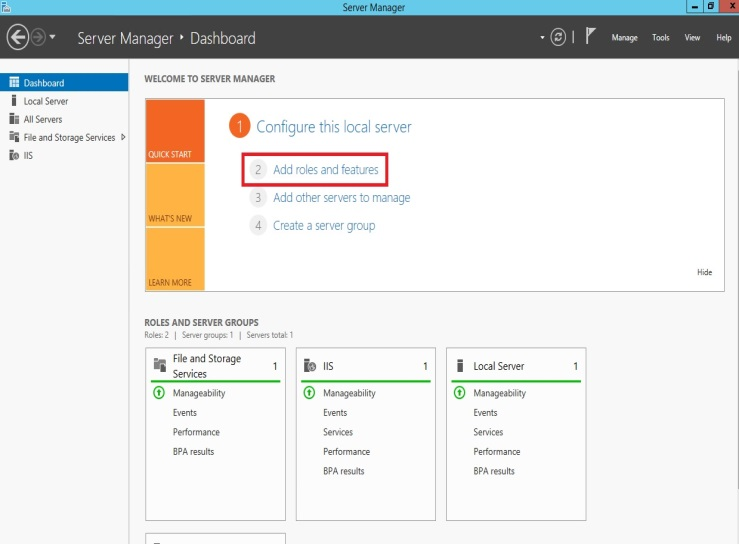 Server Manager
Server Manager • Dashboard
Manage Tools View Help
Dashboard
Local Server
All Servers
File and Storage Services
IIS
WELCOME TO SERVER MANAGER
QUICK START
WHAT'S NEW
LEARN MORE
1 Configure this local server
2 Add roles and features
3 Add other servers to manage
4 Create a server group
Hide
ROLES AND SERVER GROUPS
Roles: 2 | Server groups: 1 | Servers total: 1
File and Storage
Services 1
Manageability
Events
Performance
BPA results
IIS 1
Manageability
Events
Services
Performance
BPA results
Local Server 1
Manageability
Events
Services
Performance
BPA results